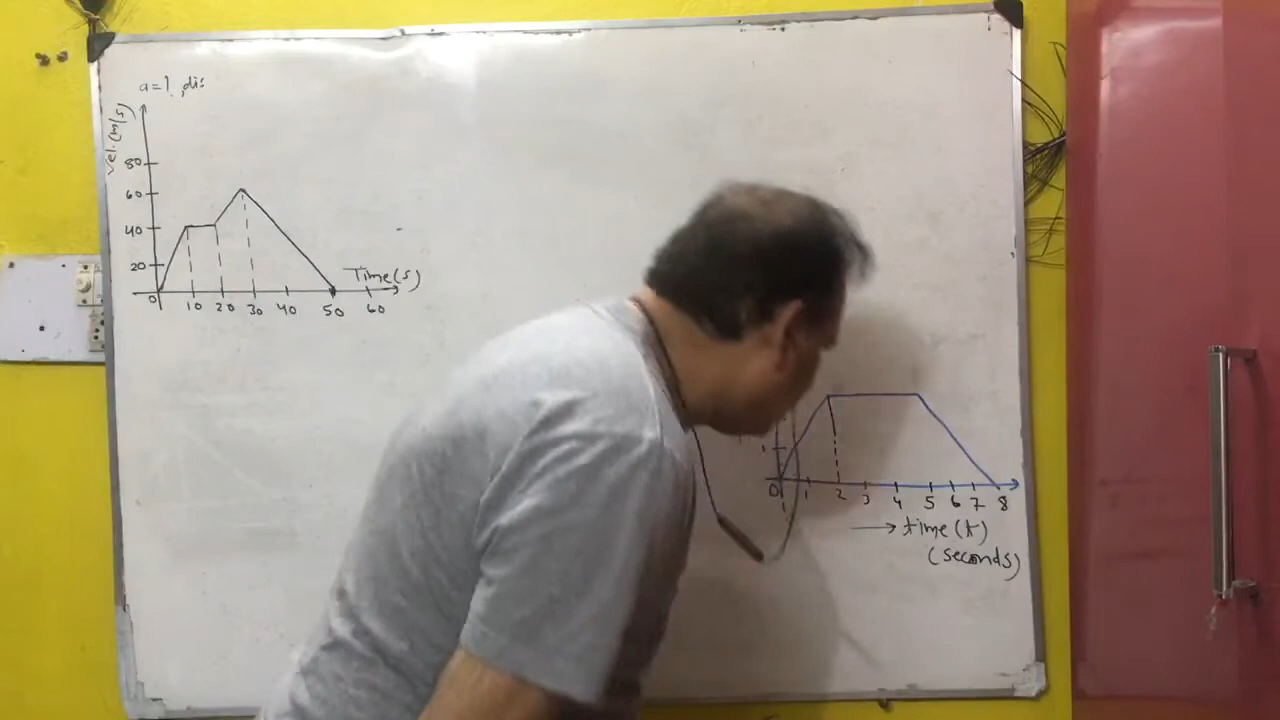 a=?, dis
Vel.(m/s)
80
60
40
20
0 10 20 30 40 50 60
Time(s)
1
0 1 2 3 4 5 6 7 8
→ time (t)
(seconds)